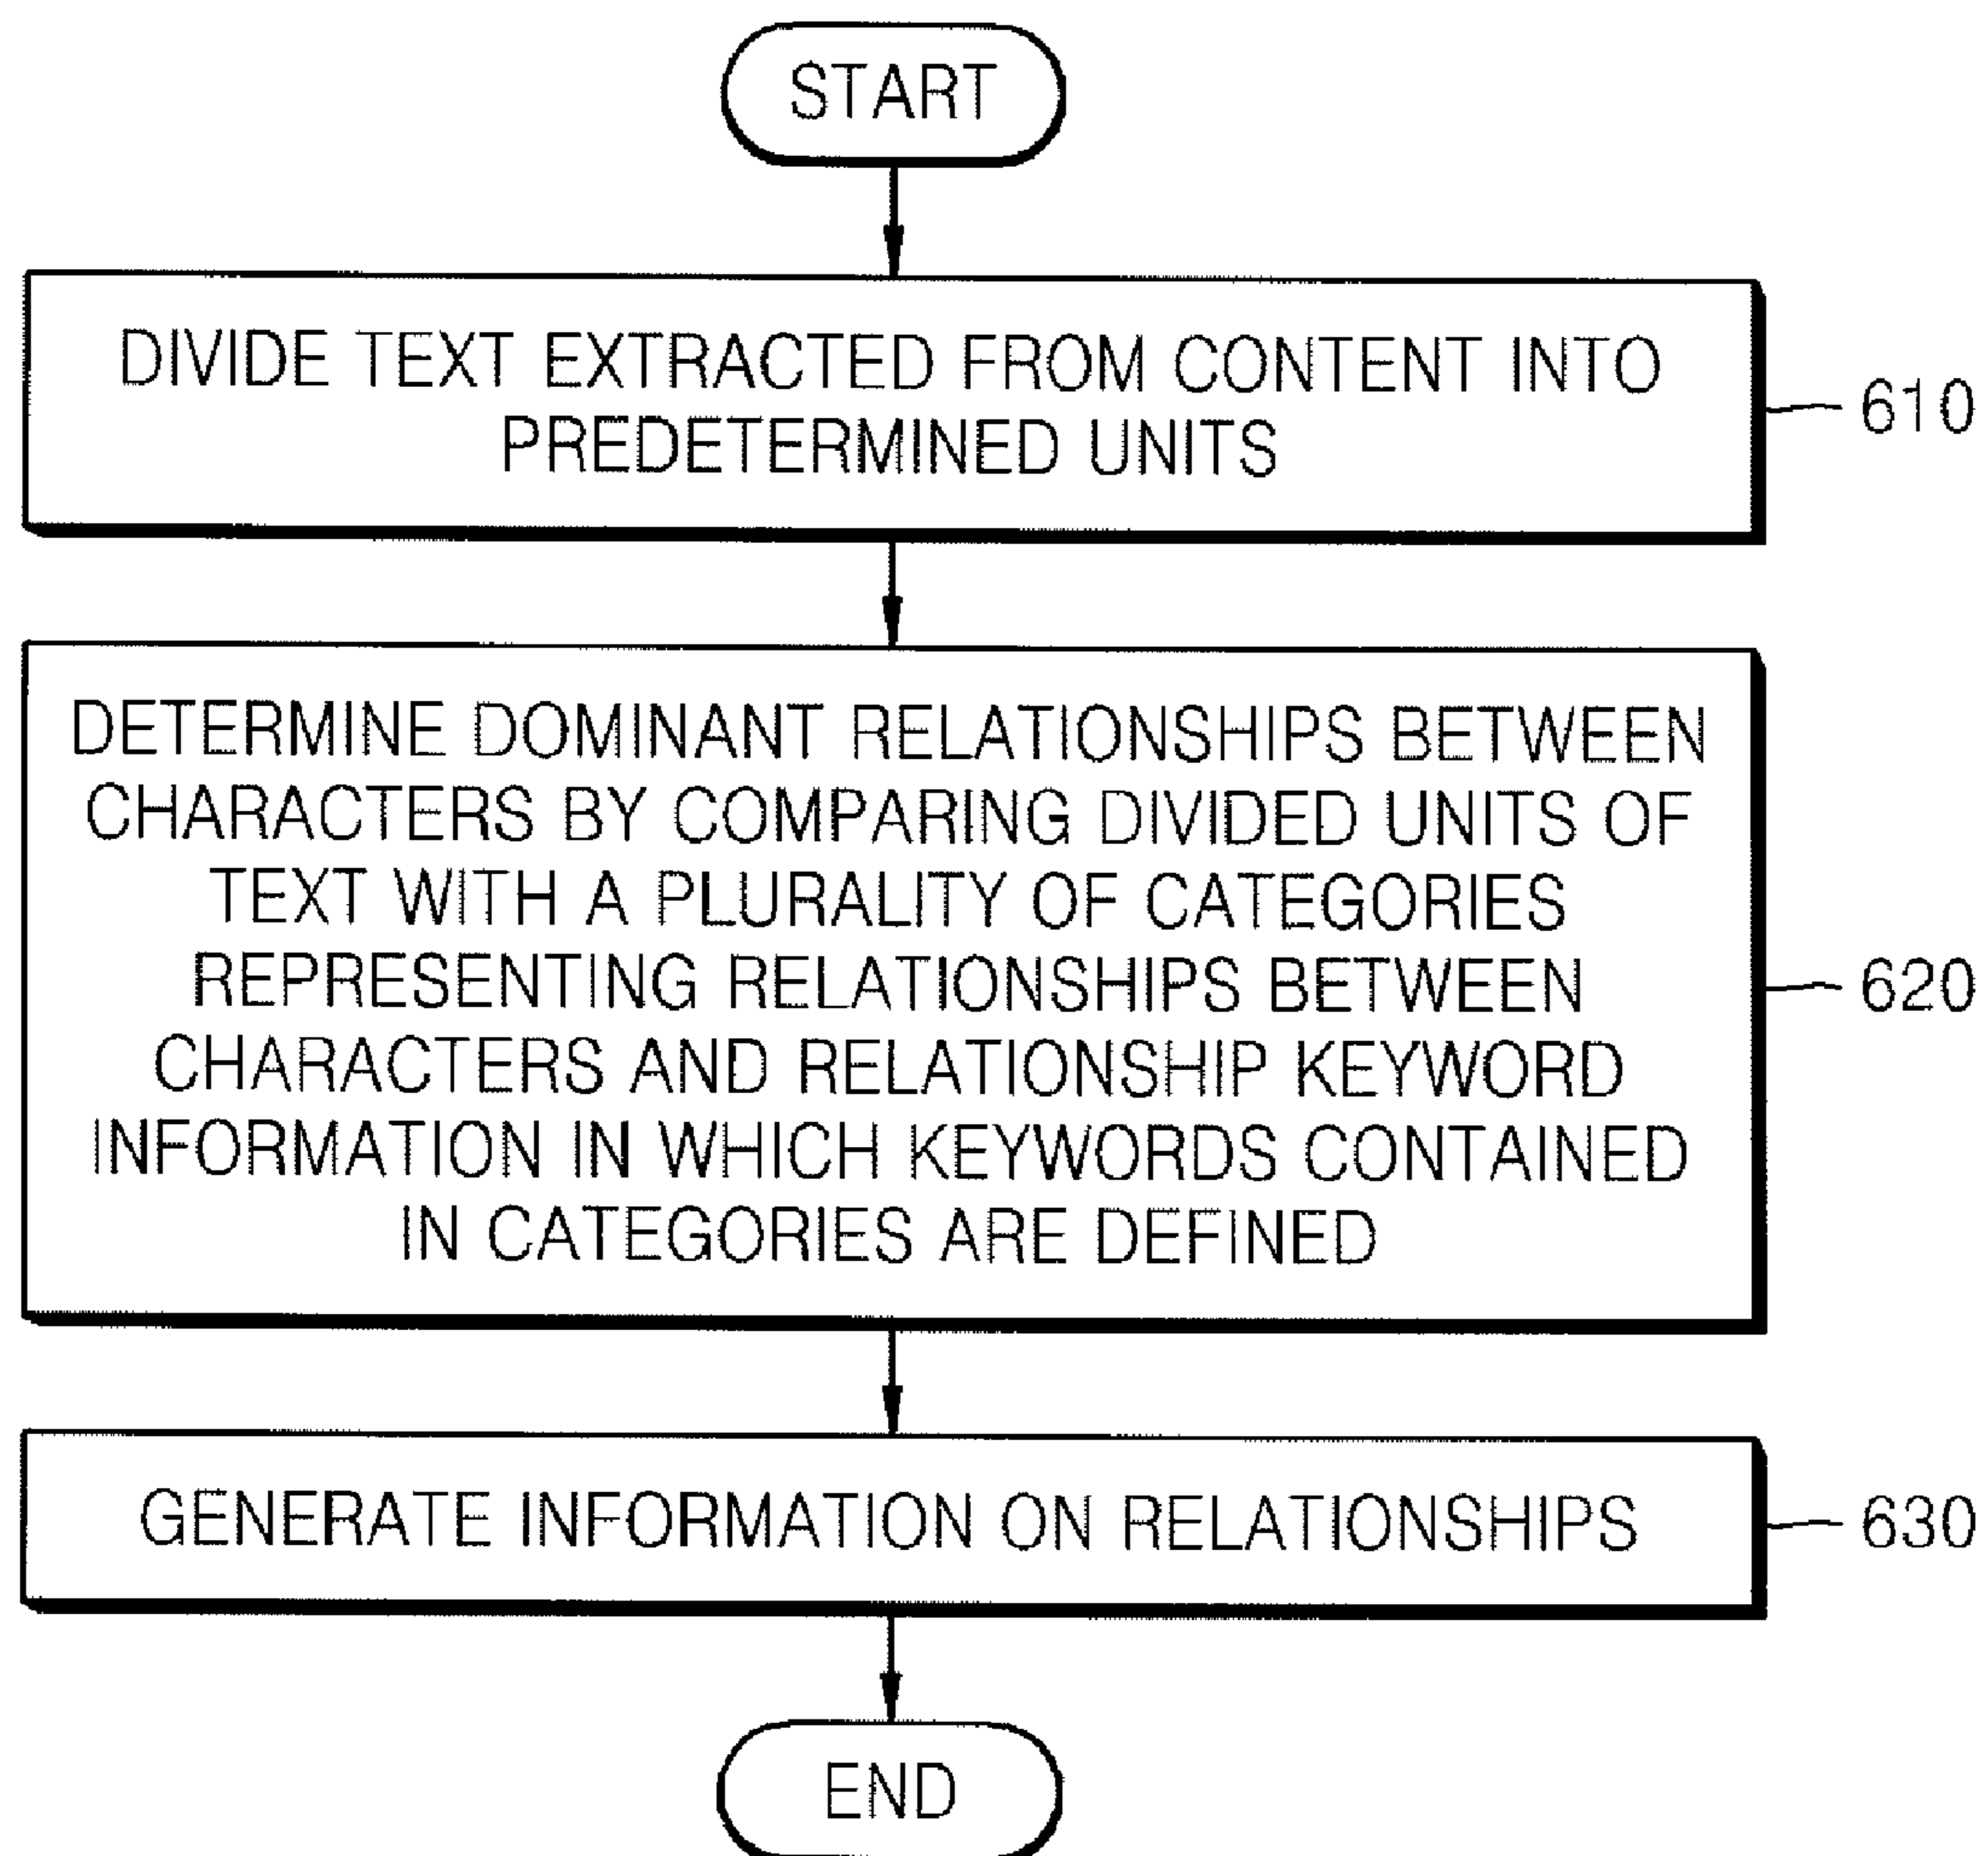 START
DIVIDE TEXT EXTRACTED FROM CONTENT INTO
PREDETERMINED UNITS
610
DETERMINE DOMINANT RELATIONSHIPS BETWEEN
CHARACTERS BY COMPARING DIVIDED UNITS OF
TEXT WITH A PLURALITY OF CATEGORIES
REPRESENTING RELATIONSHIPS BETWEEN
CHARACTERS AND RELATIONSHIP KEYWORD
INFORMATION IN WHICH KEYWORDS CONTAINED
IN CATEGORIES ARE DEFINED
620
GENERATE INFORMATION ON RELATIONSHIPS
630
END